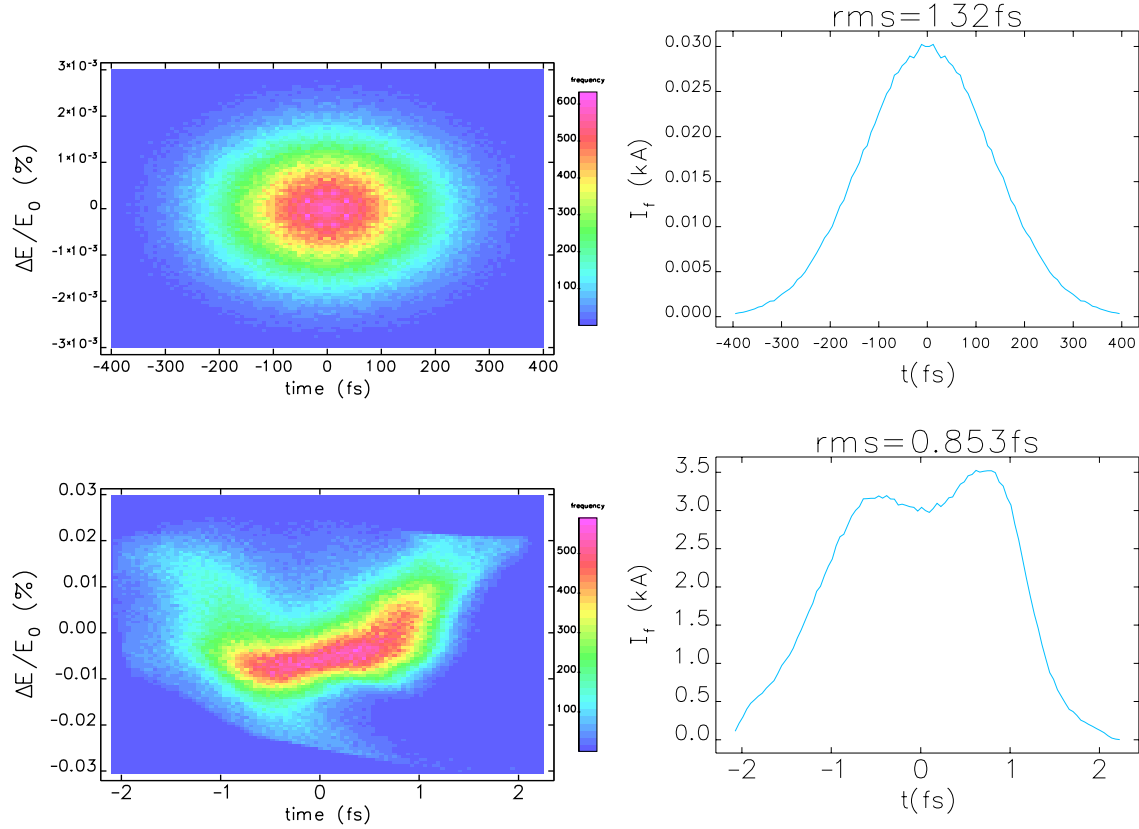 rms=132fs
3×10⁻³
2×10⁻³
1×10⁻³
0
−1×10⁻³
−2×10⁻³
−3×10⁻³
ΔE/E₀ (%)
-400 -300 -200 -100 0 100 200 300 400
time (fs)
frequency
600
500
400
300
200
100
0.030
0.025
0.020
0.015
0.010
0.005
0.000
I_f (kA)
-400 -300 -200 -100 0 100 200 300 400
t(fs)
rms=0.853fs
0.03
0.02
0.01
0.00
-0.01
-0.02
-0.03
ΔE/E₀ (%)
-2 -1 0 1 2
time (fs)
frequency
500
400
300
200
100
3.5
3.0
2.5
2.0
1.5
1.0
0.5
0.0
I_f (kA)
-2 -1 0 1 2
t(fs)